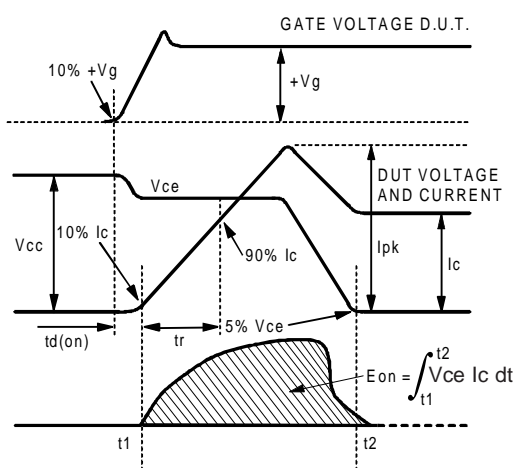 GATE VOLTAGE D.U.T.
10% +Vg
+Vg
DUT VOLTAGE
AND CURRENT
Vce
Vcc
10% Ic
90% Ic
Ipk
Ic
td(on)
tr
5% Vce
Eon = ∫ Vce Ic dt
t2
t1
t1
t2